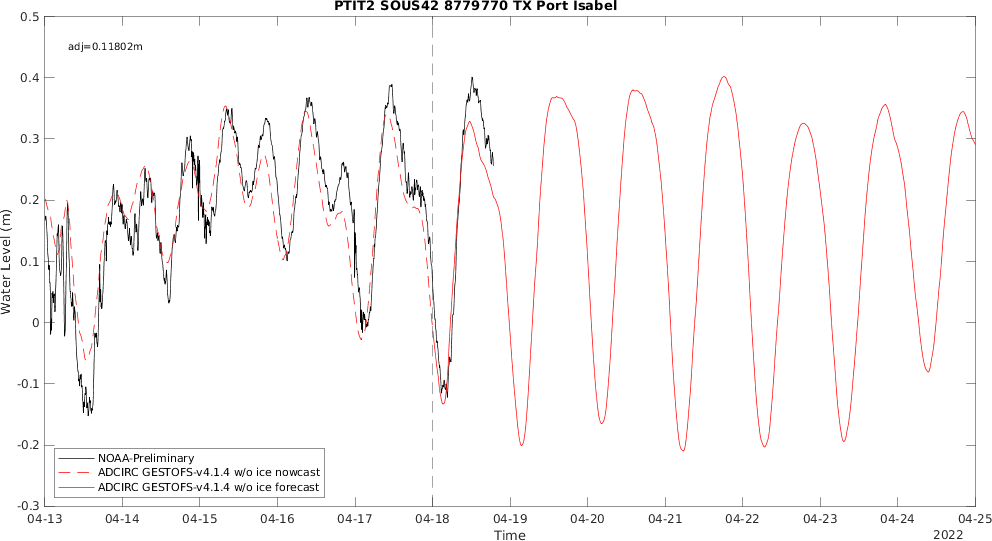 PTIT2 SOUS42 8779770 TX Port Isabel
adj=0.11802m
0.5
0.4
0.3
0.2
0.1
0
-0.1
-0.2
-0.3
Water Level (m)
NOAA-Preliminary
ADCIRC GESTOFS-v4.1.4 w/o ice nowcast
ADCIRC GESTOFS-v4.1.4 w/o ice forecast
04-13 04-14 04-15 04-16 04-17 04-18 04-19 04-20 04-21 04-22 04-23 04-24 04-25
Time
2022